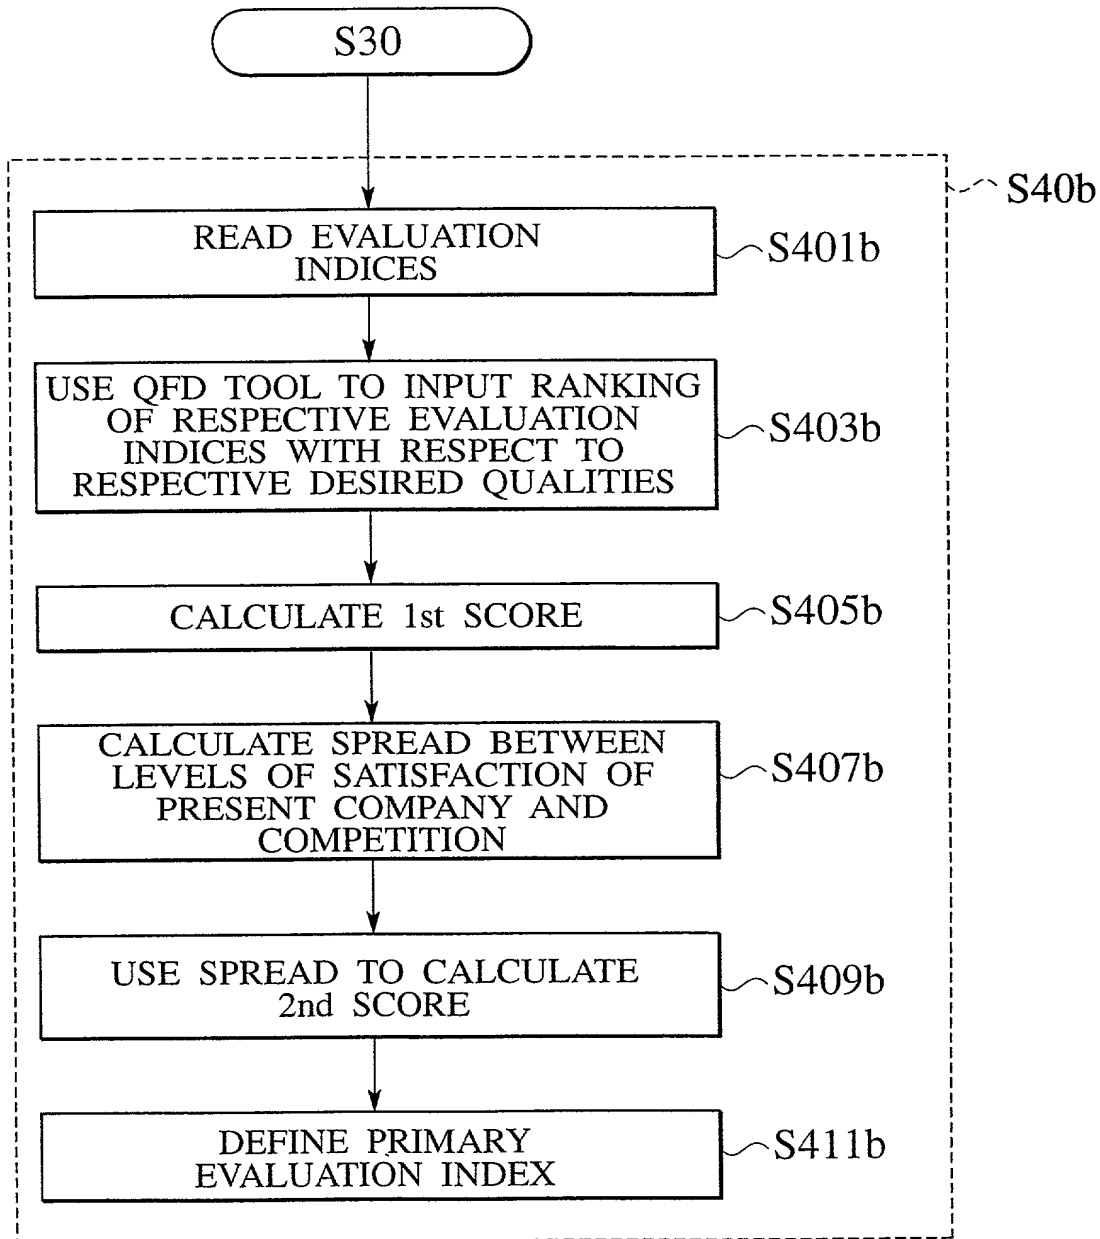 S30
S40b
READ EVALUATION
INDICES
S401b
USE QFD TOOL TO INPUT RANKING
OF RESPECTIVE EVALUATION
INDICES WITH RESPECT TO
RESPECTIVE DESIRED QUALITIES
S403b
CALCULATE 1st SCORE
S405b
CALCULATE SPREAD BETWEEN
LEVELS OF SATISFACTION OF
PRESENT COMPANY AND
COMPETITION
S407b
USE SPREAD TO CALCULATE
2nd SCORE
S409b
DEFINE PRIMARY
EVALUATION INDEX
S411b